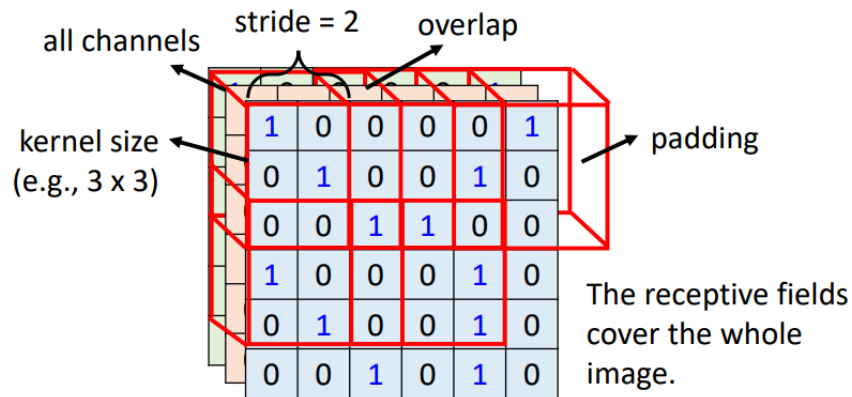 stride = 2
overlap
all channels
kernel size
(e.g., 3 x 3)
padding
1 0 0 0 0 1
0 1 0 0 1 0
0 0 1 1 0 0
1 0 0 0 1 0
0 1 0 0 1 0
0 0 1 0 1 0
The receptive fields
cover the whole
image.